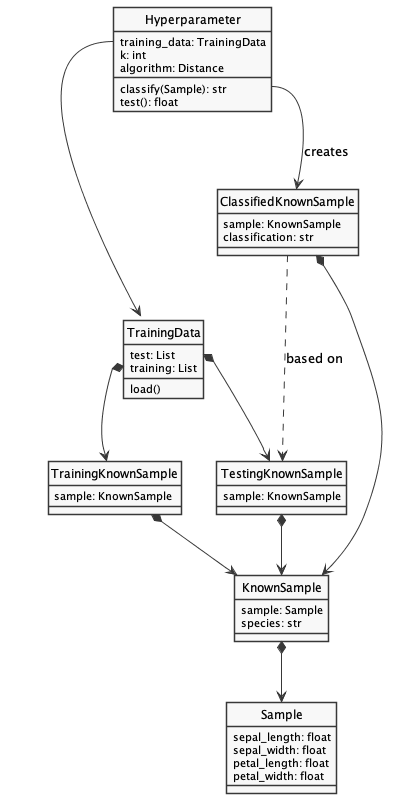 Hyperparameter
training_data: TrainingData
k: int
algorithm: Distance
classify(Sample): str
test(): float
creates
ClassifiedKnownSample
sample: KnownSample
classification: str
TrainingData
test: List
training: List
load()
based on
TrainingKnownSample
sample: KnownSample
TestingKnownSample
sample: KnownSample
KnownSample
sample: Sample
species: str
Sample
sepal_length: float
sepal_width: float
petal_length: float
petal_width: float